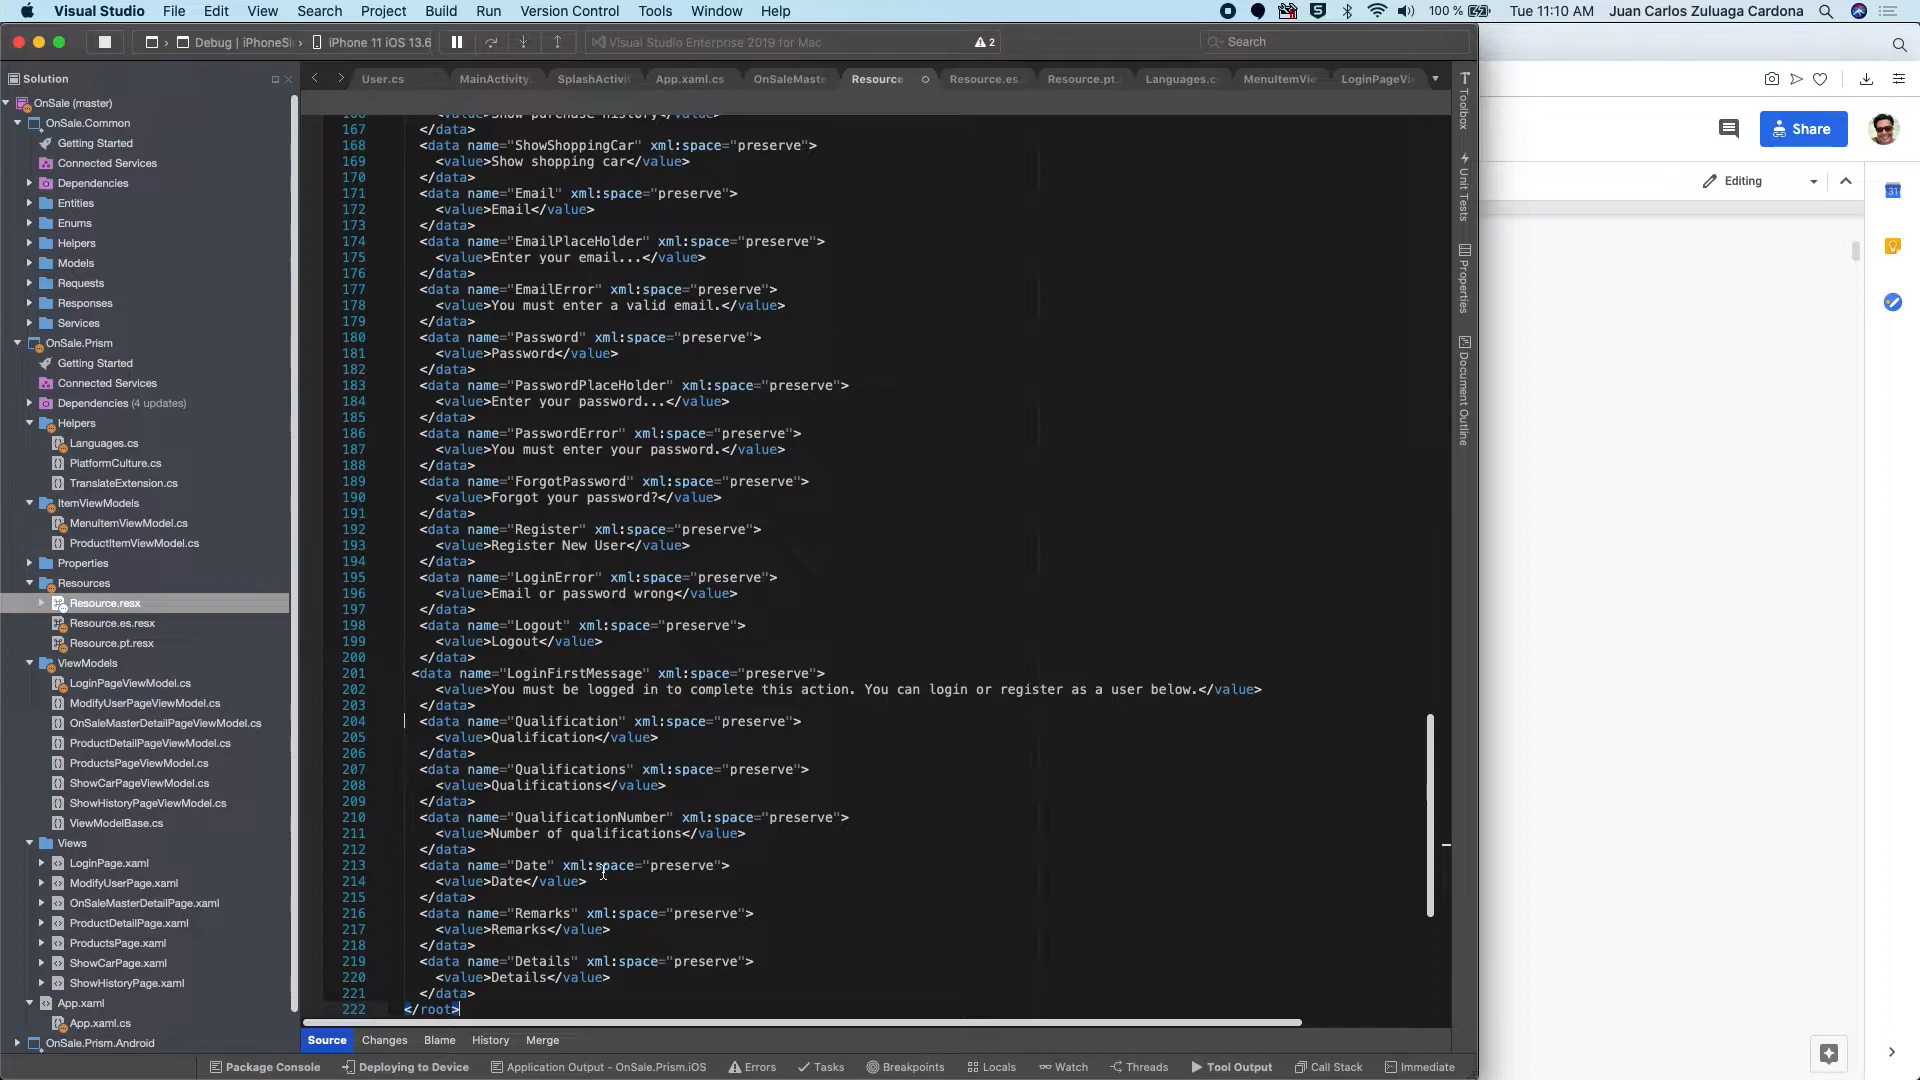 Visual Studio File Edit View Search Project Build Run Version Control Tools Window Help 100 % Tue 11:10 AM Juan Carlos Zuluaga Cardona
Debug | iPhoneSi iPhone 11 iOS 13.6 Visual Studio Enterprise 2019 for Mac 2 Search
Solution
User.cs MainActivity. SplashActivit App.xaml.cs OnSaleMaste Resource Resource.es. Resource.pt. Languages.c MenuItemVie LoginPageVi
OnSale (master)
OnSale.Common
Getting Started
Connected Services
Dependencies
Entities
Enums
Helpers
Models
Requests
Responses
Services
OnSale.Prism
Getting Started
Connected Services
Dependencies (4 updates)
Helpers
Languages.cs
PlatformCulture.cs
TranslateExtension.cs
ItemViewModels
MenuItemViewModel.cs
ProductItemViewModel.cs
Properties
Resources
Resource.resx
Resource.es.resx
Resource.pt.resx
ViewModels
LoginPageViewModel.cs
ModifyUserPageViewModel.cs
OnSaleMasterDetailPageViewModel.cs
ProductDetailPageViewModel.cs
ProductsPageViewModel.cs
ShowCarPageViewModel.cs
ShowHistoryPageViewModel.cs
ViewModelBase.cs
Views
LoginPage.xaml
ModifyUserPage.xaml
OnSaleMasterDetailPage.xaml
ProductDetailPage.xaml
ProductsPage.xaml
ShowCarPage.xaml
ShowHistoryPage.xaml
App.xaml
App.xaml.cs
OnSale.Prism.Android
166 <value>Show purchase history</value>
167 </data>
168 <data name="ShowShoppingCar" xml:space="preserve">
169 <value>Show shopping car</value>
170 </data>
171 <data name="Email" xml:space="preserve">
172 <value>Email</value>
173 </data>
174 <data name="EmailPlaceHolder" xml:space="preserve">
175 <value>Enter your email...</value>
176 </data>
177 <data name="EmailError" xml:space="preserve">
178 <value>You must enter a valid email.</value>
179 </data>
180 <data name="Password" xml:space="preserve">
181 <value>Password</value>
182 </data>
183 <data name="PasswordPlaceHolder" xml:space="preserve">
184 <value>Enter your password...</value>
185 </data>
186 <data name="PasswordError" xml:space="preserve">
187 <value>You must enter your password.</value>
188 </data>
189 <data name="ForgotPassword" xml:space="preserve">
190 <value>Forgot your password?</value>
191 </data>
192 <data name="Register" xml:space="preserve">
193 <value>Register New User</value>
194 </data>
195 <data name="LoginError" xml:space="preserve">
196 <value>Email or password wrong</value>
197 </data>
198 <data name="Logout" xml:space="preserve">
199 <value>Logout</value>
200 </data>
201 <data name="LoginFirstMessage" xml:space="preserve">
202 <value>You must be logged in to complete this action. You can login or register as a user below.</value>
203 </data>
204 <data name="Qualification" xml:space="preserve">
205 <value>Qualification</value>
206 </data>
207 <data name="Qualifications" xml:space="preserve">
208 <value>Qualifications</value>
209 </data>
210 <data name="QualificationNumber" xml:space="preserve">
211 <value>Number of qualifications</value>
212 </data>
213 <data name="Date" xml:space="preserve">
214 <value>Date</value>
215 </data>
216 <data name="Remarks" xml:space="preserve">
217 <value>Remarks</value>
218 </data>
219 <data name="Details" xml:space="preserve">
220 <value>Details</value>
221 </data>
222 </root>
Toolbox
Unit Tests
Properties
Document Outline
Share
Editing
31
Source Changes Blame History Merge
Package Console Deploying to Device Application Output - OnSale.Prism.iOS Errors Tasks Breakpoints Locals Watch Threads Tool Output Call Stack Immediate